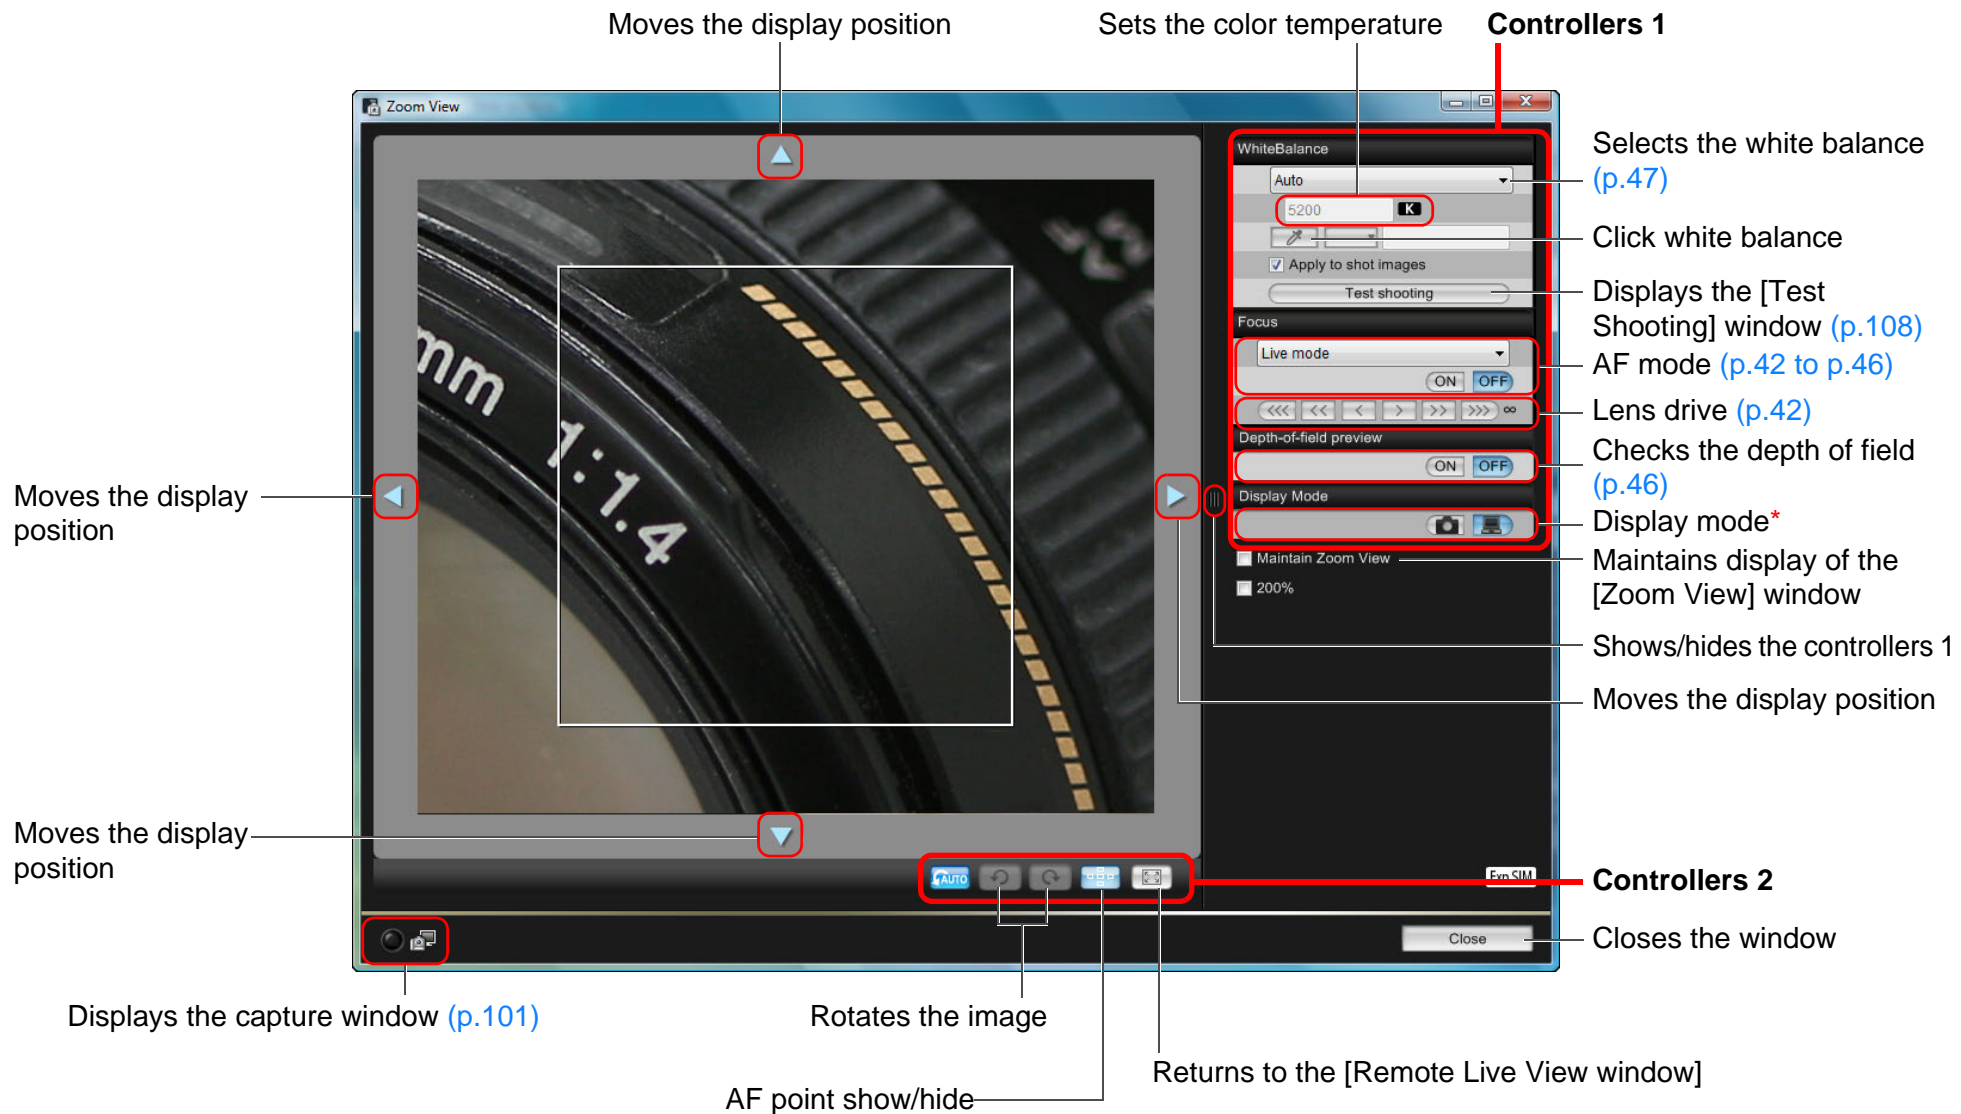 Moves the display position
Sets the color temperature
Controllers 1
Zoom View
WhiteBalance
Auto
5200 K
Apply to shot images
Test shooting
Focus
Live mode
ON OFF
<<< << < > >> >>> ∞
Depth-of-field preview
ON OFF
Display Mode
Maintain Zoom View
200%
mm 1:1.4
Selects the white balance
(p.47)
Click white balance
Displays the [Test
Shooting] window (p.108)
AF mode (p.42 to p.46)
Lens drive (p.42)
Checks the depth of field
(p.46)
Display mode*
Maintains display of the
[Zoom View] window
Shows/hides the controllers 1
Moves the display position
Moves the display
position
Moves the display
position
AUTO
Exp.SIM
Controllers 2
Close
Closes the window
Displays the capture window (p.101)
Rotates the image
Returns to the [Remote Live View window]
AF point show/hide